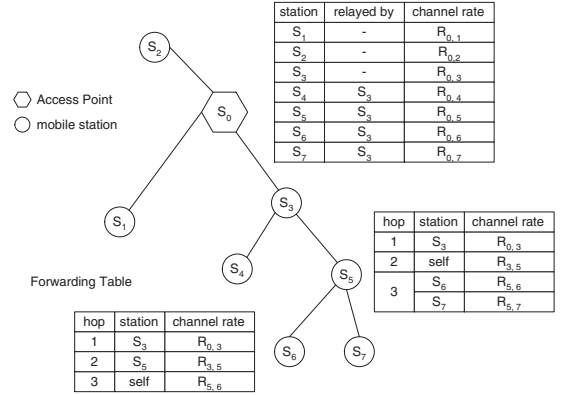 station relayed by channel rate
S1 - R0, 1
S2 - R0,2
S3 - R0, 3
S4 S3 R0, 4
S5 S3 R0, 5
S6 S3 R0, 6
S7 S3 R0, 7
S2
Access Point
mobile station
S0
S1
S3
S4
S5
S6
S7
hop station channel rate
1 S3 R0, 3
2 self R3, 5
3 S6 R5, 6
S7 R5, 7
Forwarding Table
hop station channel rate
1 S3 R0, 3
2 S5 R3, 5
3 self R5, 6